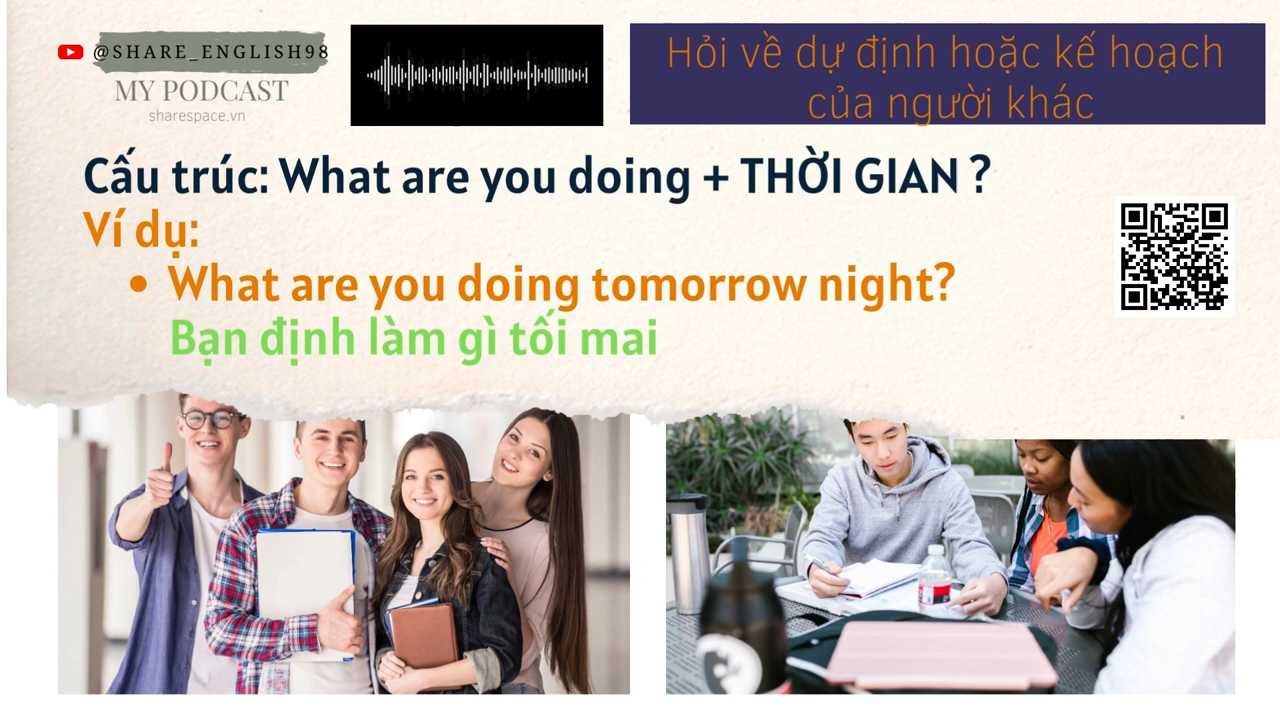 @SHARE_ENGLISH98
MY PODCAST
sharespace.vn
Hỏi về dự định hoặc kế hoạch
của người khác
Cấu trúc: What are you doing + THỜI GIAN ?
Ví dụ:
• What are you doing tomorrow night?
Bạn định làm gì tối mai